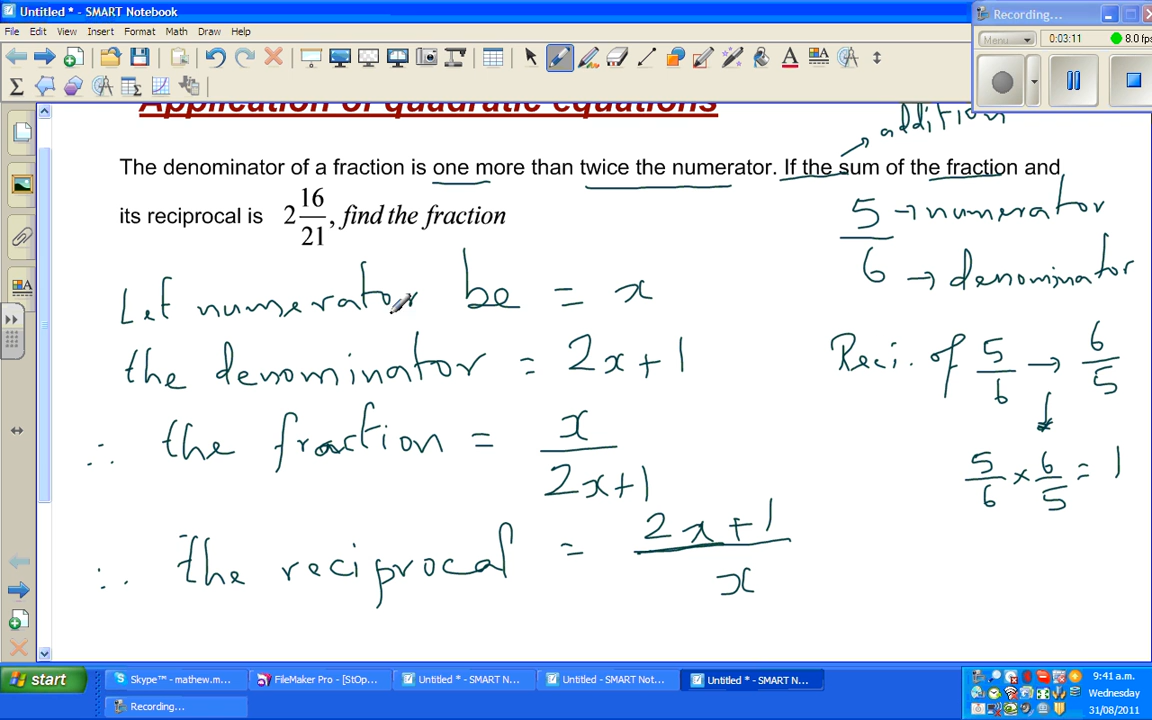 Untitled * - SMART Notebook
Recording...
File Edit View Insert Format Math Draw Help
Menu
0:03:11
8.0 fps
Application of quadratic equations
addition
The denominator of a fraction is one more than twice the numerator. If the sum of the fraction and
its reciprocal is 2 16/21, find the fraction
5 → numerator
6 → denominator
Let numerator be = x
the denominator = 2x + 1
Reci. of 5/6 → 6/5
∴ the fraction = x/2x+1
5/6 × 6/5 = 1
∴ the reciprocal = 2x+1/x
start
Skype™ - mathew.m...
FileMaker Pro - [StOp...
Untitled * - SMART N...
Untitled - SMART Not...
Untitled * - SMART N...
Recording...
9:41 a.m.
Wednesday
31/08/2011